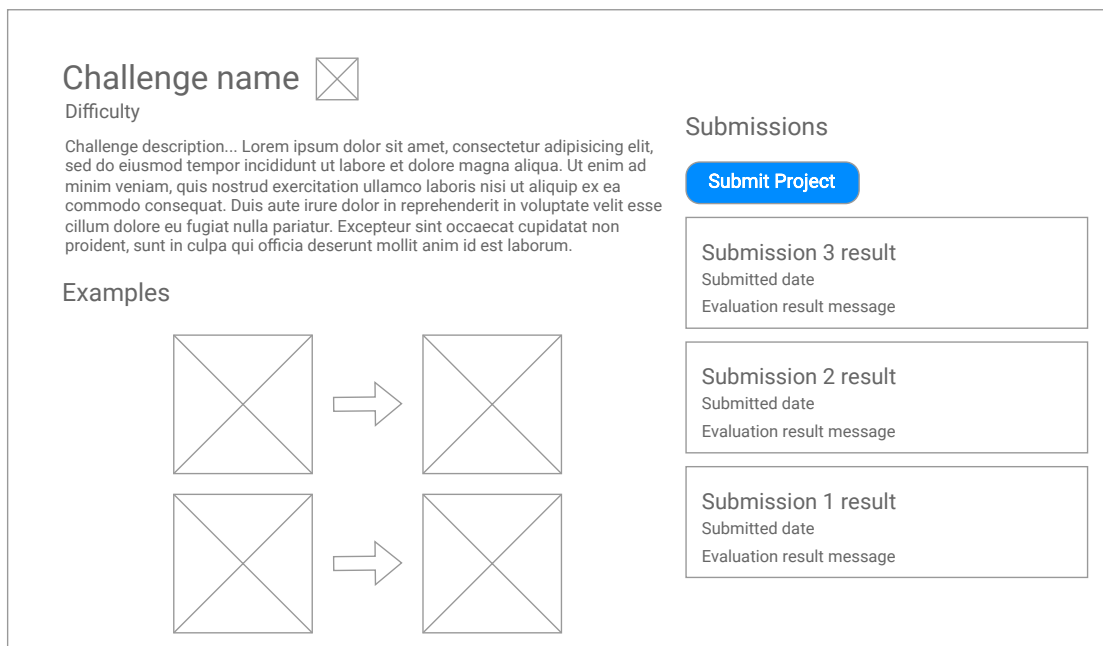 Challenge name
Difficulty
Challenge description... Lorem ipsum dolor sit amet, consectetur adipisicing elit,
sed do eiusmod tempor incididunt ut labore et dolore magna aliqua. Ut enim ad
minim veniam, quis nostrud exercitation ullamco laboris nisi ut aliquip ex ea
commodo consequat. Duis aute irure dolor in reprehenderit in voluptate velit esse
cillum dolore eu fugiat nulla pariatur. Excepteur sint occaecat cupidatat non
proident, sunt in culpa qui officia deserunt mollit anim id est laborum.
Examples
Submissions
Submit Project
Submission 3 result
Submitted date
Evaluation result message
Submission 2 result
Submitted date
Evaluation result message
Submission 1 result
Submitted date
Evaluation result message